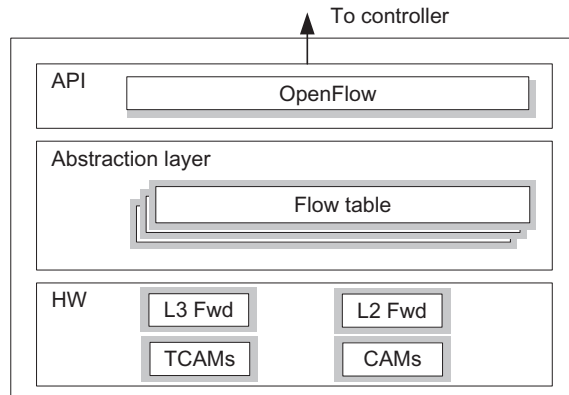 To controller
API
OpenFlow
Abstraction layer
Flow table
HW
L3 Fwd
L2 Fwd
TCAMs
CAMs